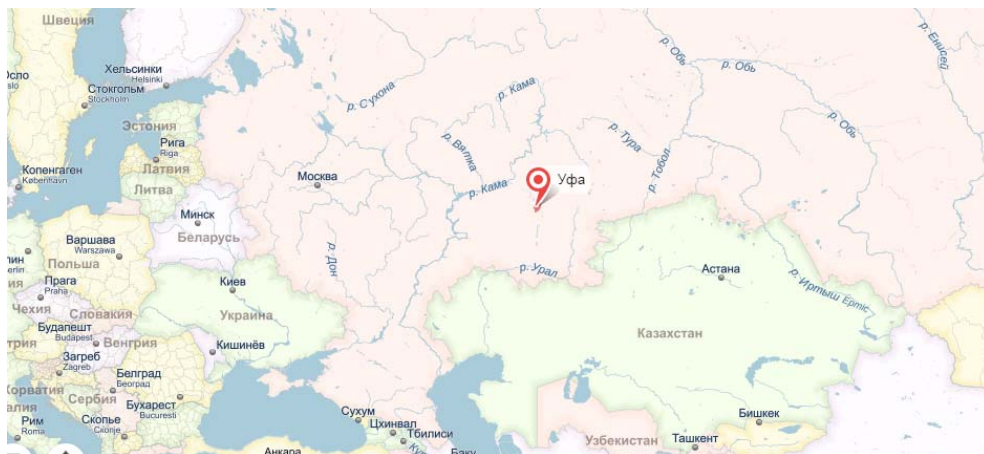 Швеция
Хельсинки
Helsinki
Стокгольм
Stockholm
Эстония
Рига
Riga
Латвия
Литва
Копенгаген
København
Москва
Минск
Беларусь
Варшава
Warszawa
Польша
Прага
Praha
Чехия
Словакия
Киев
Украина
Будапешт
Budapest
Венгрия
Кишинёв
Загреб
Zagreb
Белград
Београд
Сербия
Бухарест
Bucuresti
Скопье
Скопје
Рим
Roma
Сухум
Цхинвал
Тбилиси
Анкара
Баку
р. Сухона
р. Кама
р. Вятка
р. Кама
Уфа
р. Дон
р. Урал
р. Тура
р. Тобол
р. Обь
р. Обь
р. Обь
р. Енисей
р. Иртыш Ертіс
Астана
Казахстан
Бишкек
Узбекистан
Ташкент